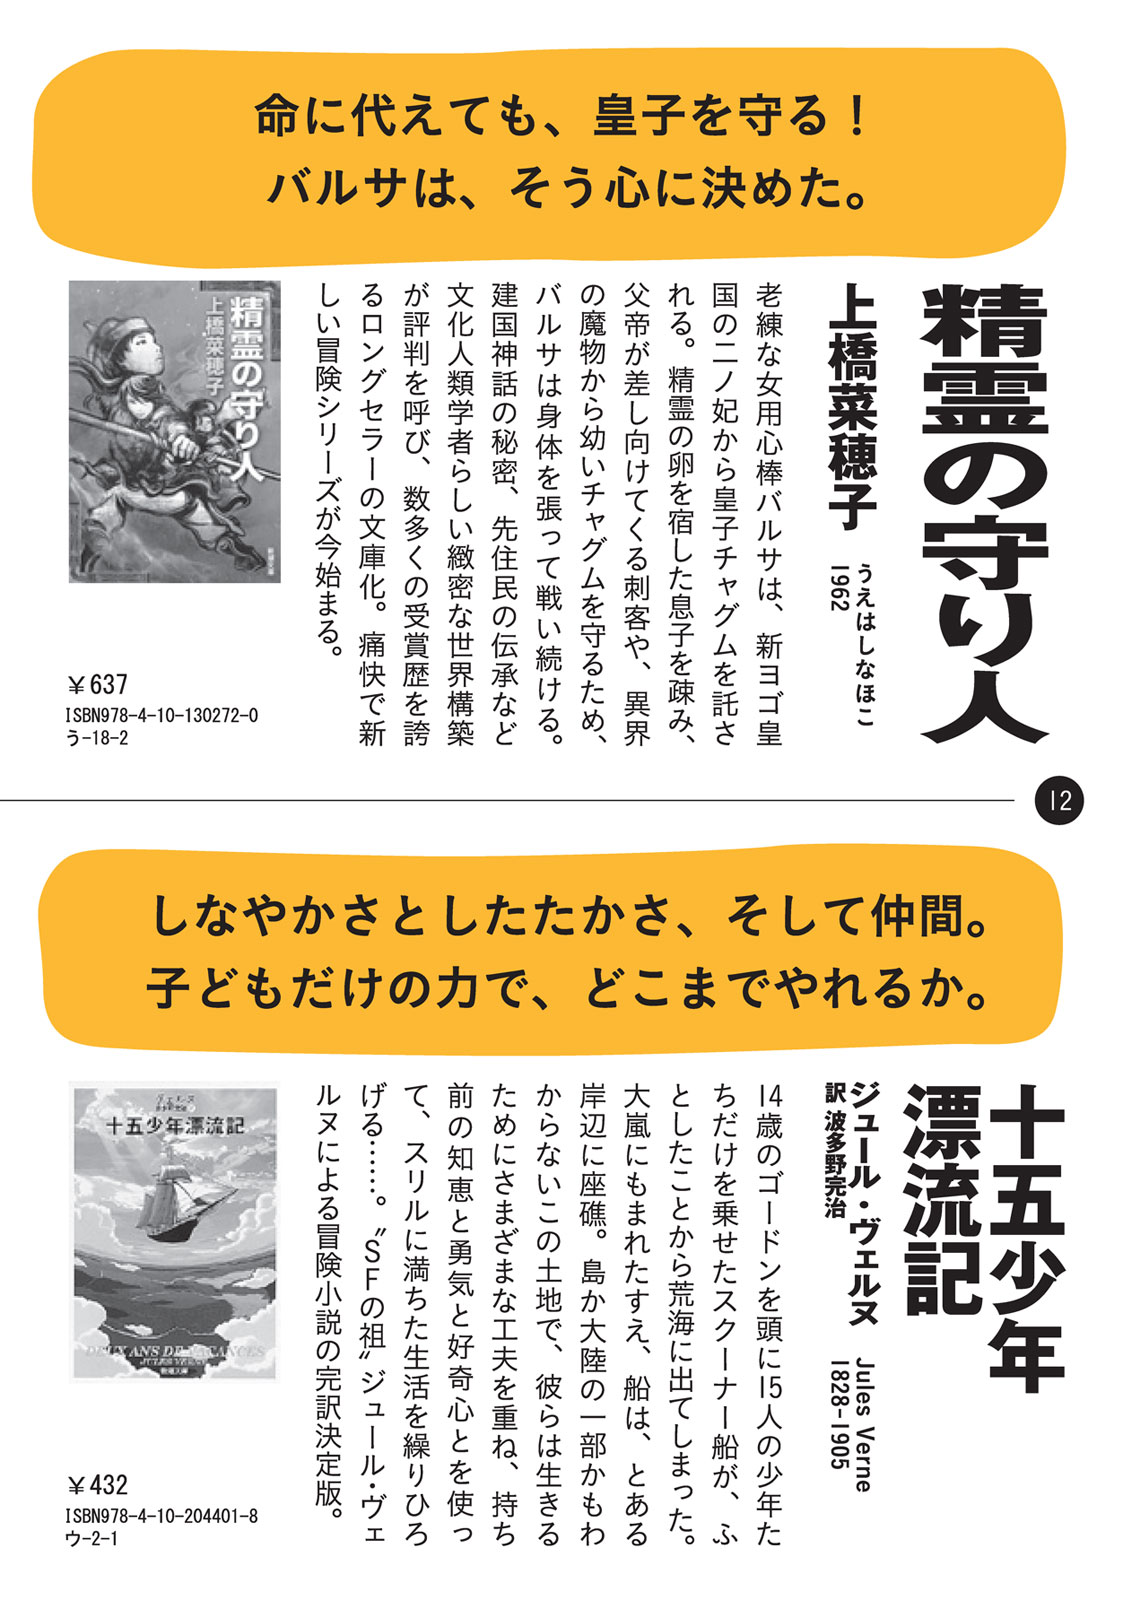 命に代えても、皇子を守る！
バルサは、そう心に決めた。
精霊の守り人
上橋菜穂子
うえはしなほこ
1962
老練な女用心棒バルサは、新ヨゴ皇
国の二ノ妃から皇子チャグムを託さ
れる。精霊の卵を宿した息子を疎み、
父帝が差し向けてくる刺客や、異界
の魔物から幼いチャグムを守るため、
バルサは身体を張って戦い続ける。
建国神話の秘密、先住民の伝承など
文化人類学者らしい緻密な世界構築
が評判を呼び、数多くの受賞歴を誇
るロングセラーの文庫化。痛快で新
しい冒険シリーズが今始まる。
精霊の守り人
上橋菜穂子
新潮文庫
￥637
ISBN978-4-10-130272-0
う-18-2
12
しなやかさとしたたかさ、そして仲間。
子どもだけの力で、どこまでやれるか。
十五少年
漂流記
ジュール・ヴェルヌ
訳 波多野完治
Jules Verne
1828-1905
14歳のゴードンを頭に15人の少年た
ちだけを乗せたスクーナー船が、ふ
としたことから荒海に出てしまった。
大嵐にもまれたすえ、船は、とある
岸辺に座礁。島か大陸の一部かもわ
からないこの土地で、彼らは生きる
ためにさまざまな工夫を重ね、持ち
前の知恵と勇気と好奇心とを使っ
て、スリルに満ちた生活を繰りひろ
げる……。〝SFの祖〟ジュール・ヴェ
ルヌによる冒険小説の完訳決定版。
ヴェルヌ
十五少年漂流記
DEUX ANS DE VACANCES
JULES VERNE
新潮文庫
￥432
ISBN978-4-10-204401-8
ウ-2-1